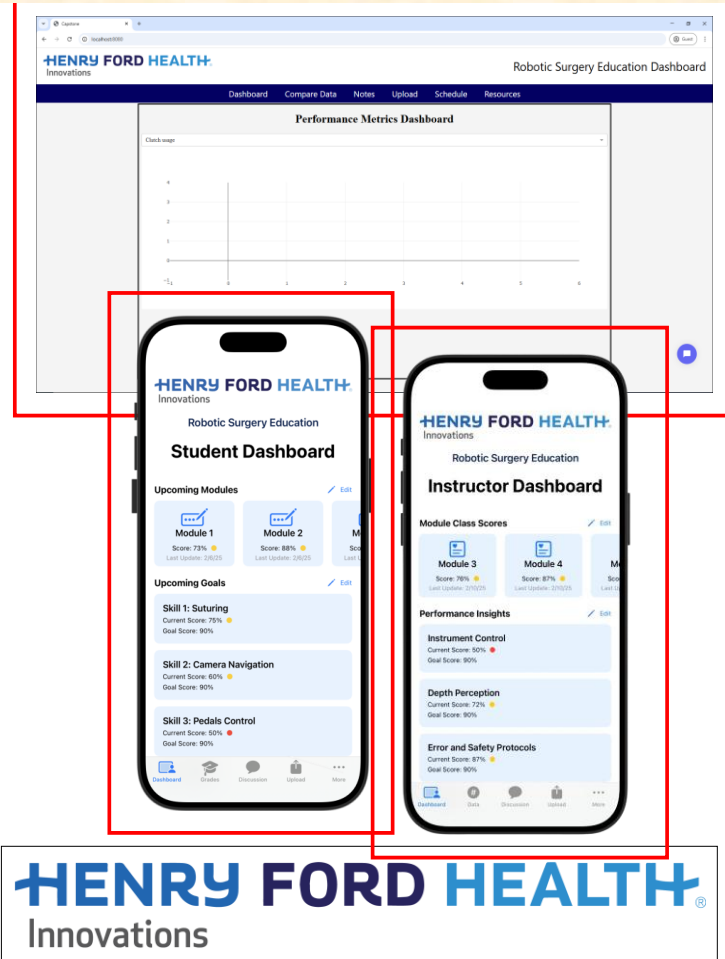 Capstone
localhost:8080
Guest
HENRY FORD HEALTH.
Innovations
Robotic Surgery Education Dashboard
Dashboard Compare Data Notes Upload Schedule Resources
Performance Metrics Dashboard
Clutch usage
4
3
2
1
0
−1
−1 0 1 2 3 4 5 6
HENRY FORD HEALTH.
Innovations
Robotic Surgery Education
Student Dashboard
Upcoming Modules Edit
Module 1 Module 2 M
Score: 73% Score: 88% Sco
Last Update: 2/6/25 Last Update: 2/6/25 Last U
Upcoming Goals Edit
Skill 1: Suturing
Current Score: 75%
Goal Score: 90%
Skill 2: Camera Navigation
Current Score: 60%
Goal Score: 90%
Skill 3: Pedals Control
Current Score: 50%
Goal Score: 90%
Dashboard Grades Discussion Upload More
HENRY FORD HEALTH.
Innovations
Robotic Surgery Education
Instructor Dashboard
Module Class Scores Edit
Module 3 Module 4 M
Score: 76% Score: 87% Sco
Last Update: 2/10/25 Last Update: 2/10/25 Last U
Performance Insights Edit
Instrument Control
Current Score: 50%
Goal Score: 90%
Depth Perception
Current Score: 72%
Goal Score: 90%
Error and Safety Protocols
Current Score: 87%
Goal Score: 90%
Dashboard Data Discussion Upload More
HENRY FORD HEALTH®
Innovations